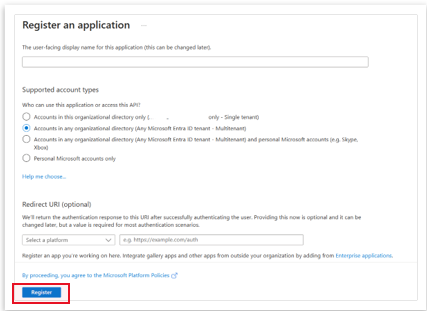 Register an application ...
The user-facing display name for this application (this can be changed later).
Supported account types
Who can use this application or access this API?
Accounts in this organizational directory only (. , only - Single tenant)
Accounts in any organizational directory (Any Microsoft Entra ID tenant - Multitenant)
Accounts in any organizational directory (Any Microsoft Entra ID tenant - Multitenant) and personal Microsoft accounts (e.g. Skype,
Xbox)
Personal Microsoft accounts only
Help me choose...
Redirect URI (optional)
We'll return the authentication response to this URI after successfully authenticating the user. Providing this now is optional and it can be
changed later, but a value is required for most authentication scenarios.
Select a platform
e.g. https://example.com/auth
Register an app you're working on here. Integrate gallery apps and other apps from outside your organization by adding from Enterprise applications.
By proceeding, you agree to the Microsoft Platform Policies
Register